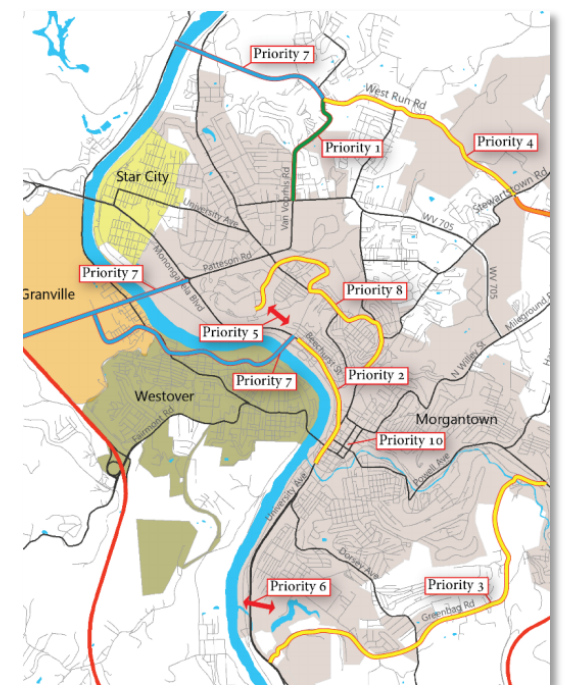 Priority 7
West Run Rd
Priority 4
Priority 1
Star City
Stewartstown Rd
Van Voorhis Rd
University Ave
WV 705
Patteson Rd
Monongahela Blvd
Priority 7
WV 705
Granville
Priority 8
Mileground
Priority 5
Beechurst St
N Willey St
Priority 7
Priority 2
Westover
Morgantown
Fairmont Rd
Priority 10
Powell Ave
University Ave
Dorsey Ave
Priority 6
Priority 3
Greenbag Rd